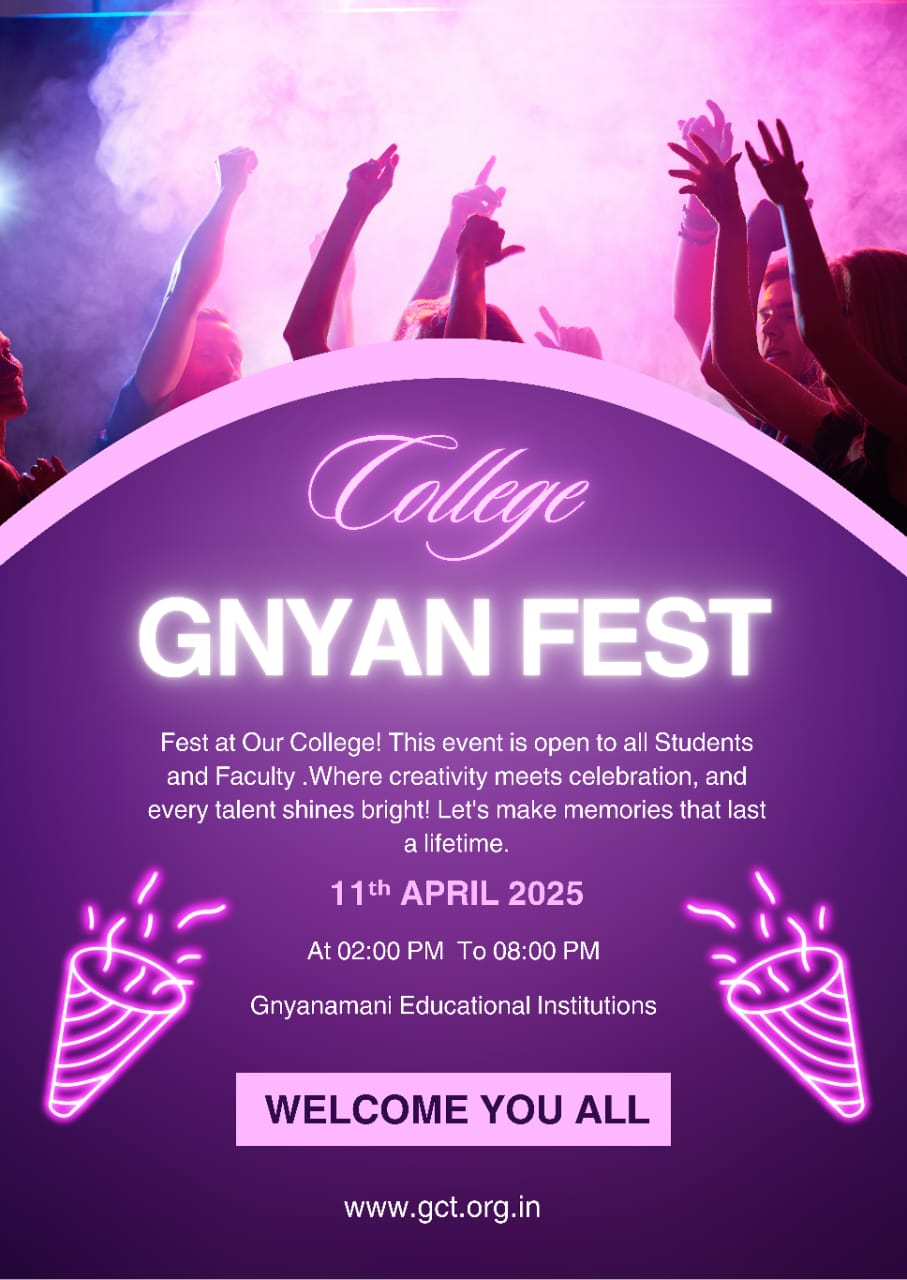 College
GNYAN FEST
Fest at Our College! This event is open to all Students
and Faculty .Where creativity meets celebration, and
every talent shines bright! Let's make memories that last
a lifetime.
11th APRIL 2025
At 02:00 PM  To 08:00 PM
Gnyanamani Educational Institutions
WELCOME YOU ALL
www.gct.org.in